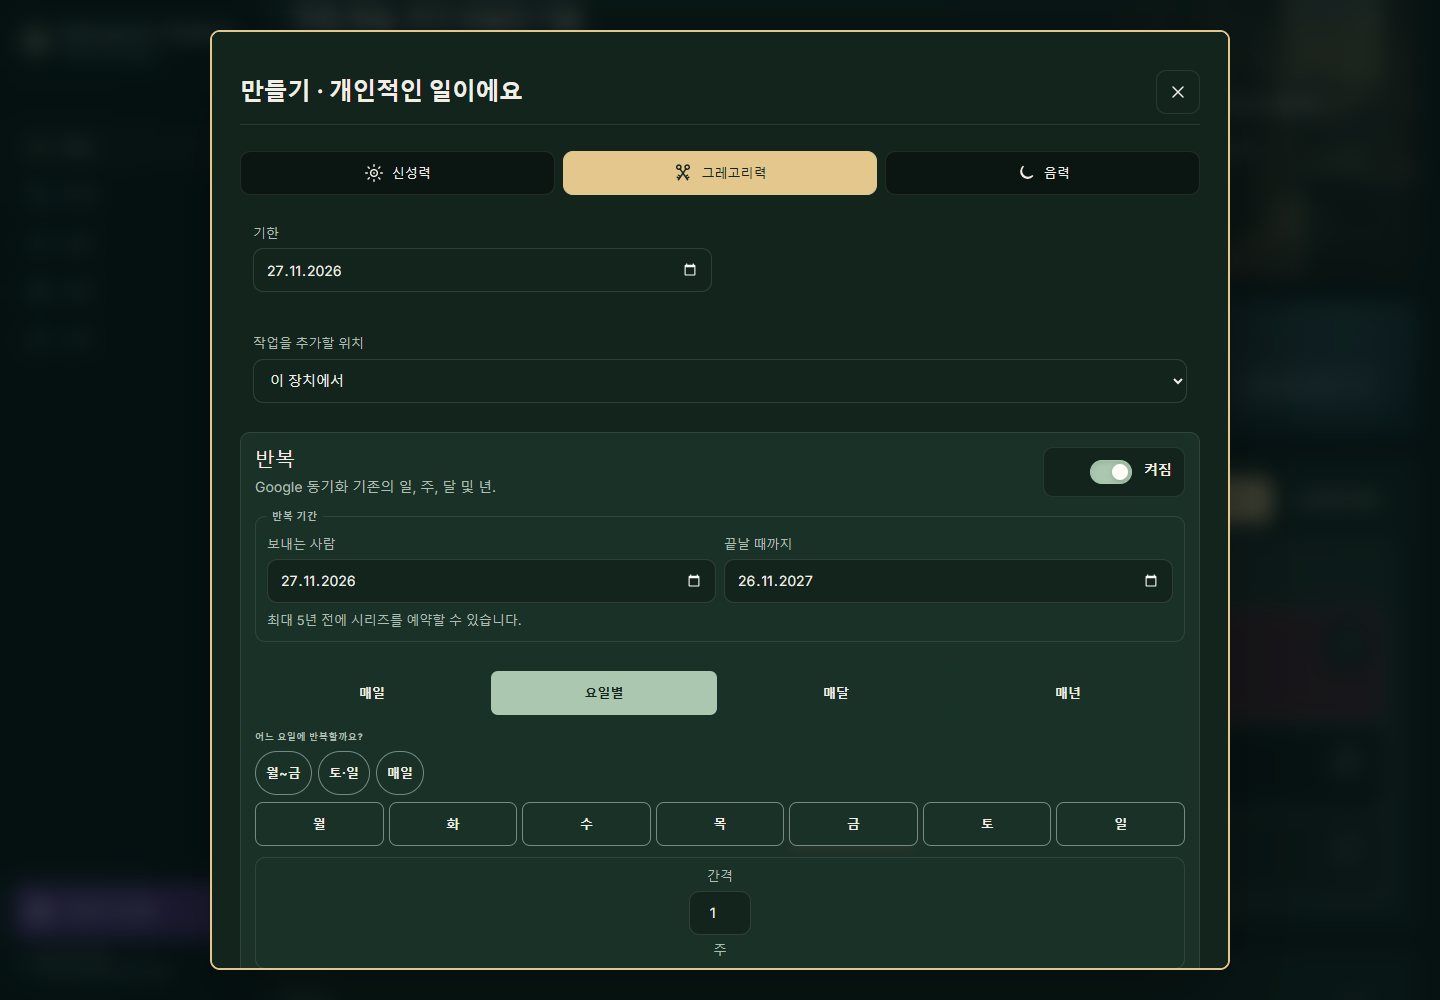 만들기 · 개인적인 일이에요
신성력
그레고리력
음력
기한
27.11.2026
작업을 추가할 위치
이 장치에서
반복
켜짐
Google 동기화 기존의 일, 주, 달 및 년.
반복 기간
보내는 사람
끝날 때까지
27.11.2026
26.11.2027
최대 5년 전에 시리즈를 예약할 수 있습니다.
매일
요일별
매달
매년
어느 요일에 반복할까요?
월~금
토·일
매일
월
화
수
목
금
토
일
간격
1
주